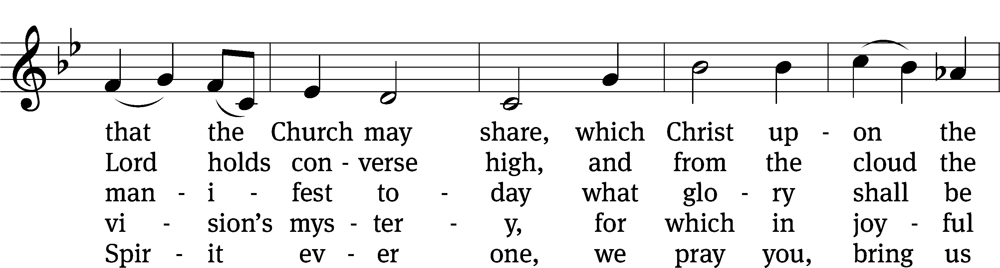 that the Church may share, which Christ up - on the
Lord holds con - verse high, and from the cloud the
man - i - fest to - day what glo - ry shall be
vi - sion’s mys - ter - y, for which in joy - ful
Spir - it ev - er one, we pray you, bring us